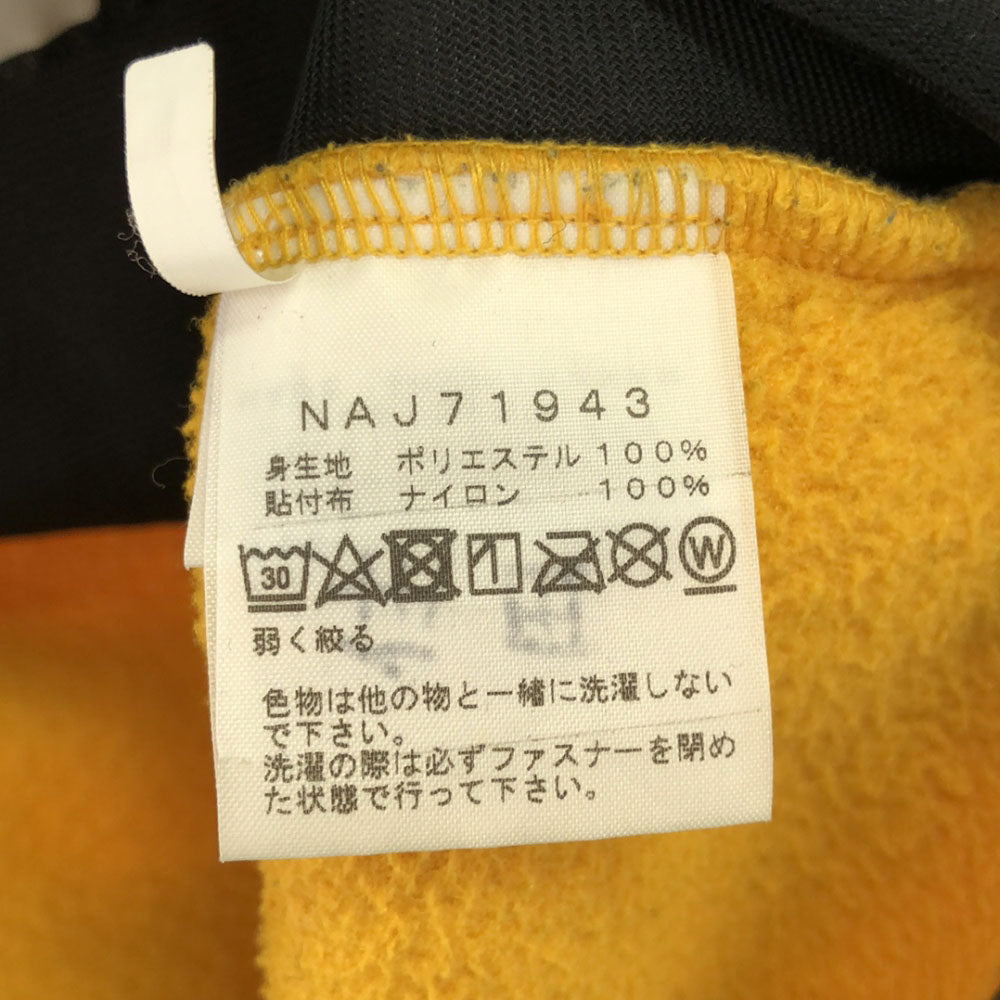 NAJ71943
身生地 ポリエステル 100%
貼付布 ナイロン 100%
30 W
弱く絞る
色物は他の物と一緒に洗濯しない
で下さい。
洗濯の際は必ずファスナーを閉め
た状態で行って下さい。